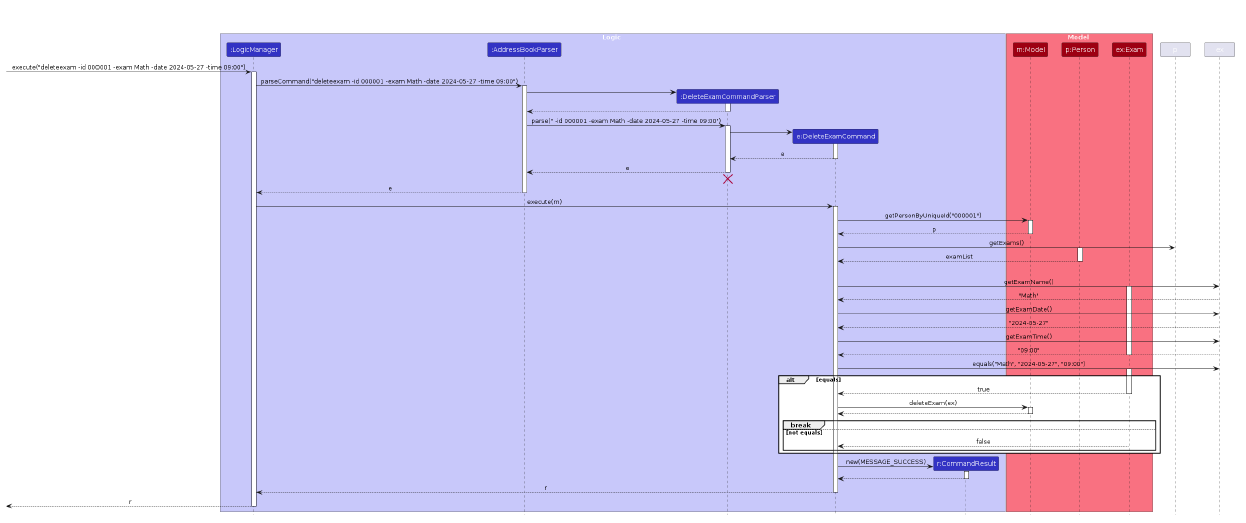 Logic
Model
:LogicManager
:AddressBookParser
m:Model
p:Person
ex:Exam
p
ex
execute("deleteexam -id 000001 -exam Math -date 2024-05-27 -time 09:00")
parseCommand("deleteexam -id 000001 -exam Math -date 2024-05-27 -time 09:00")
:DeleteExamCommandParser
parse(" -id 000001 -exam Math -date 2024-05-27 -time 09:00")
e:DeleteExamCommand
e
e
e
execute(m)
getPersonByUniqueId("000001")
p
getExams()
examList
getExamName()
"Math"
getExamDate()
"2024-05-27"
getExamTime()
"09:00"
equals("Math", "2024-05-27", "09:00")
alt
[equals]
true
deleteExam(ex)
break
[not equals]
false
new(MESSAGE_SUCCESS)
r:CommandResult
r
r